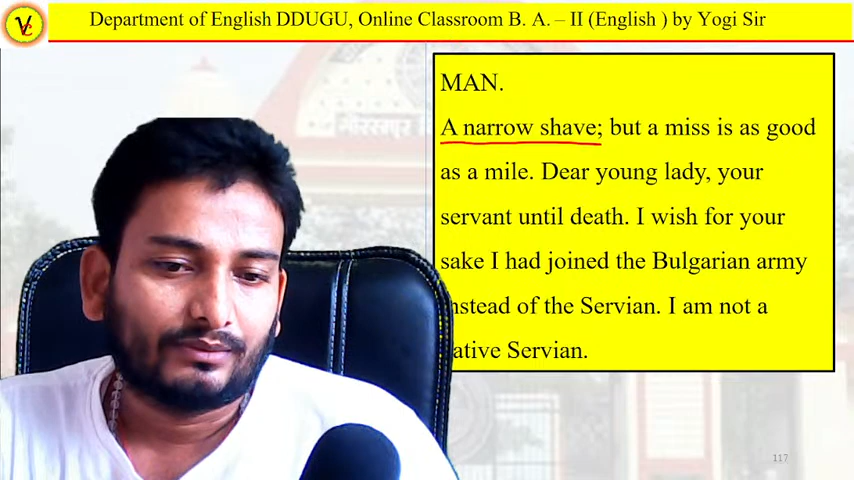 Department of English DDUGU, Online Classroom B. A. – II (English ) by Yogi Sir
MAN.
A narrow shave; but a miss is as good
as a mile. Dear young lady, your
servant until death. I wish for your
sake I had joined the Bulgarian army
nstead of the Servian. I am not a
ative Servian.
117